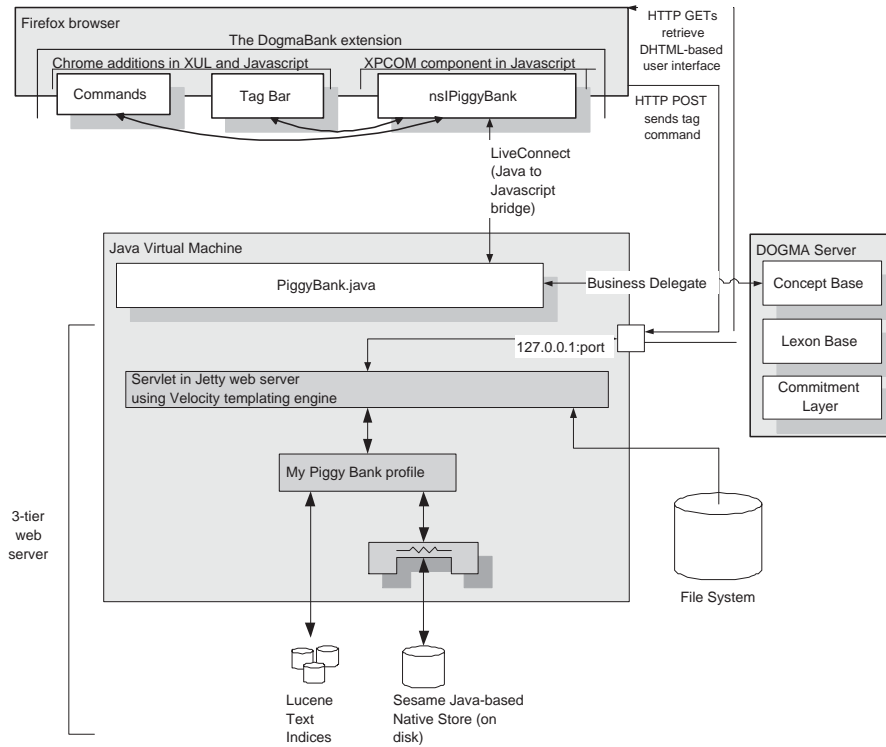 Firefox browser
The DogmaBank extension
Chrome additions in XUL and Javascript
XPCOM component in Javascript
Commands
Tag Bar
nsIPiggyBank
HTTP GETs
retrieve
DHTML-based
user interface
HTTP POST
sends tag
command
LiveConnect
(Java to
Javascript
bridge)
Java Virtual Machine
PiggyBank.java
Business Delegate
DOGMA Server
Concept Base
Lexon Base
Commitment
Layer
127.0.0.1:port
Servlet in Jetty web server
using Velocity templating engine
My Piggy Bank profile
3-tier
web
server
File System
Lucene
Text
Indices
Sesame Java-based
Native Store (on
disk)